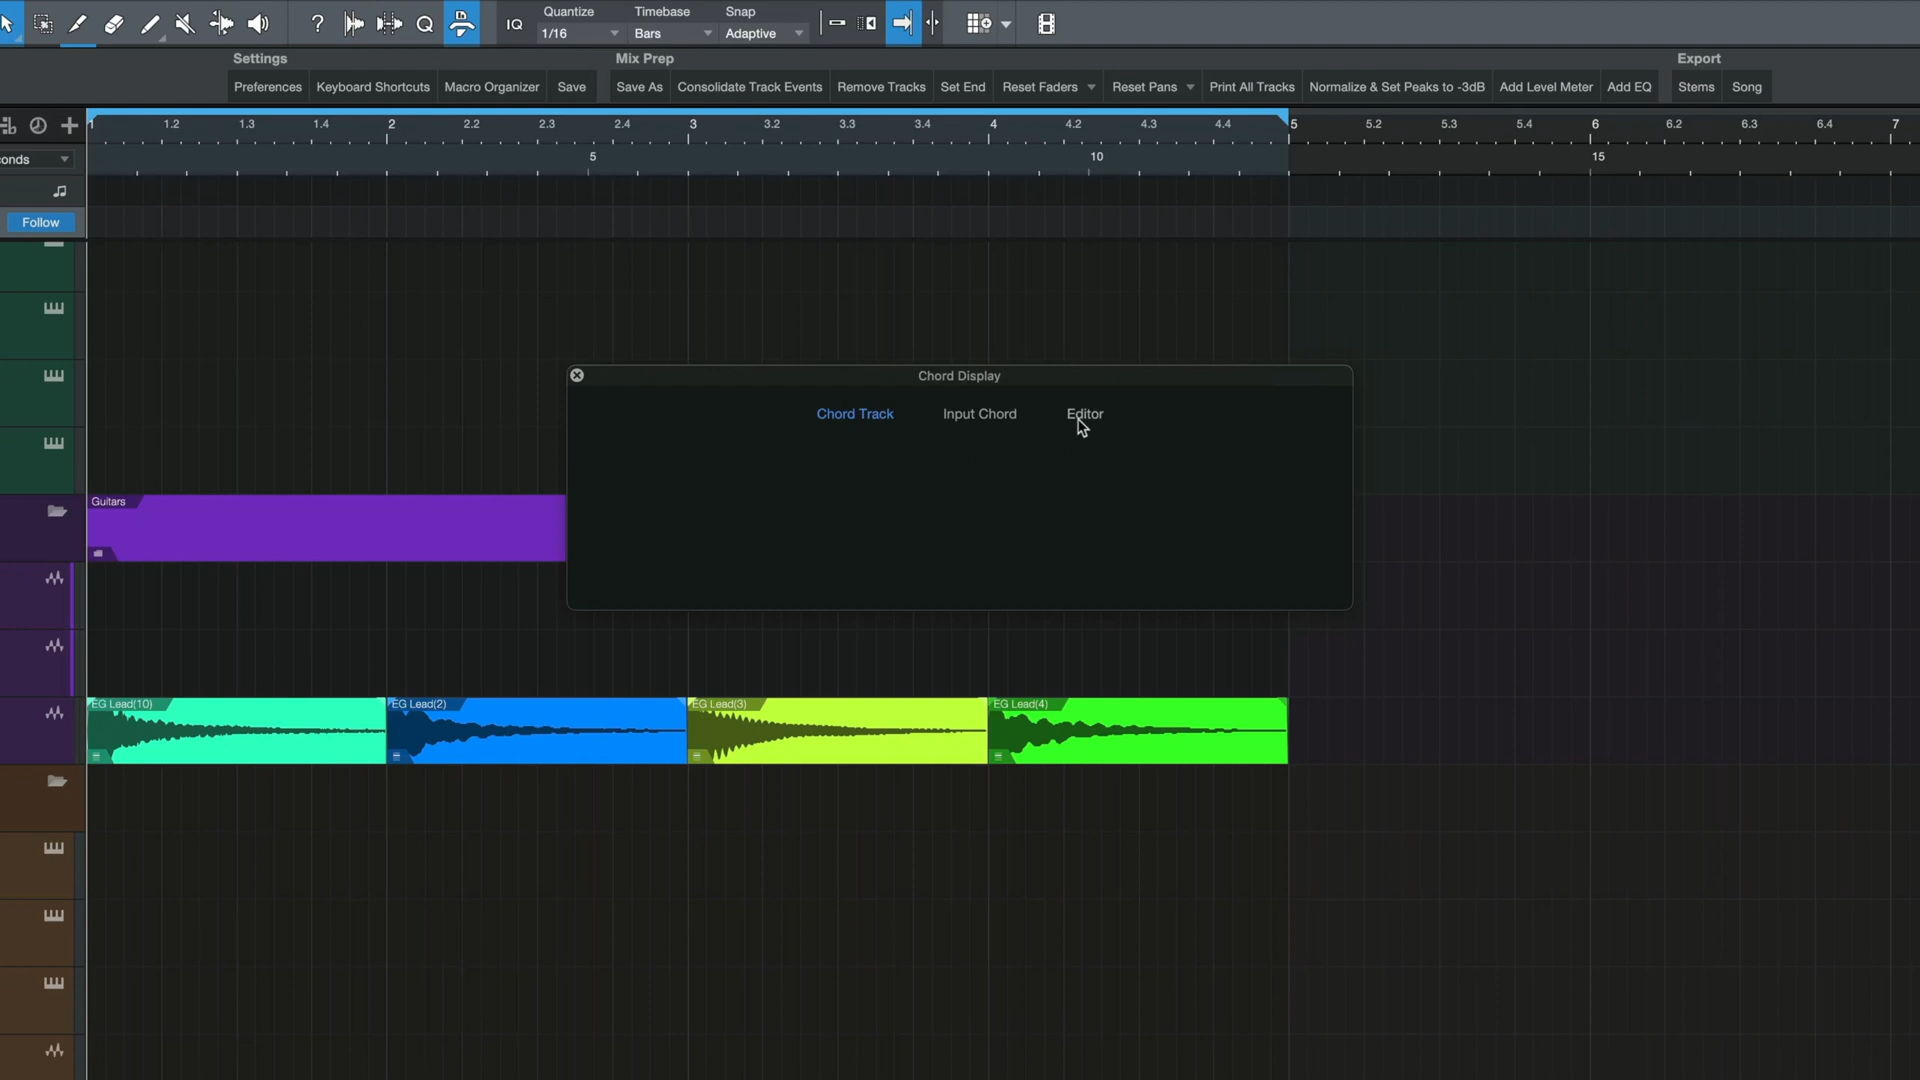 Quantize
Timebase
Snap
IQ
1/16
Bars
Adaptive
Settings
Mix Prep
Export
Preferences
Keyboard Shortcuts
Macro Organizer
Save
Save As
Consolidate Track Events
Remove Tracks
Set End
Reset Faders
Reset Pans
Print All Tracks
Normalize & Set Peaks to -3dB
Add Level Meter
Add EQ
Stems
Song
1 1.2 1.3 1.4 2 2.2 2.3 2.4 3 3.2 3.3 3.4 4 4.2 4.3 4.4 5 5.2 5.3 5.4 6 6.2 6.3 6.4 7
onds
5 10 15
Follow
Chord Display
Chord Track
Input Chord
Editor
Guitars
EG Lead(10)
EG Lead(2)
EG Lead(3)
EG Lead(4)